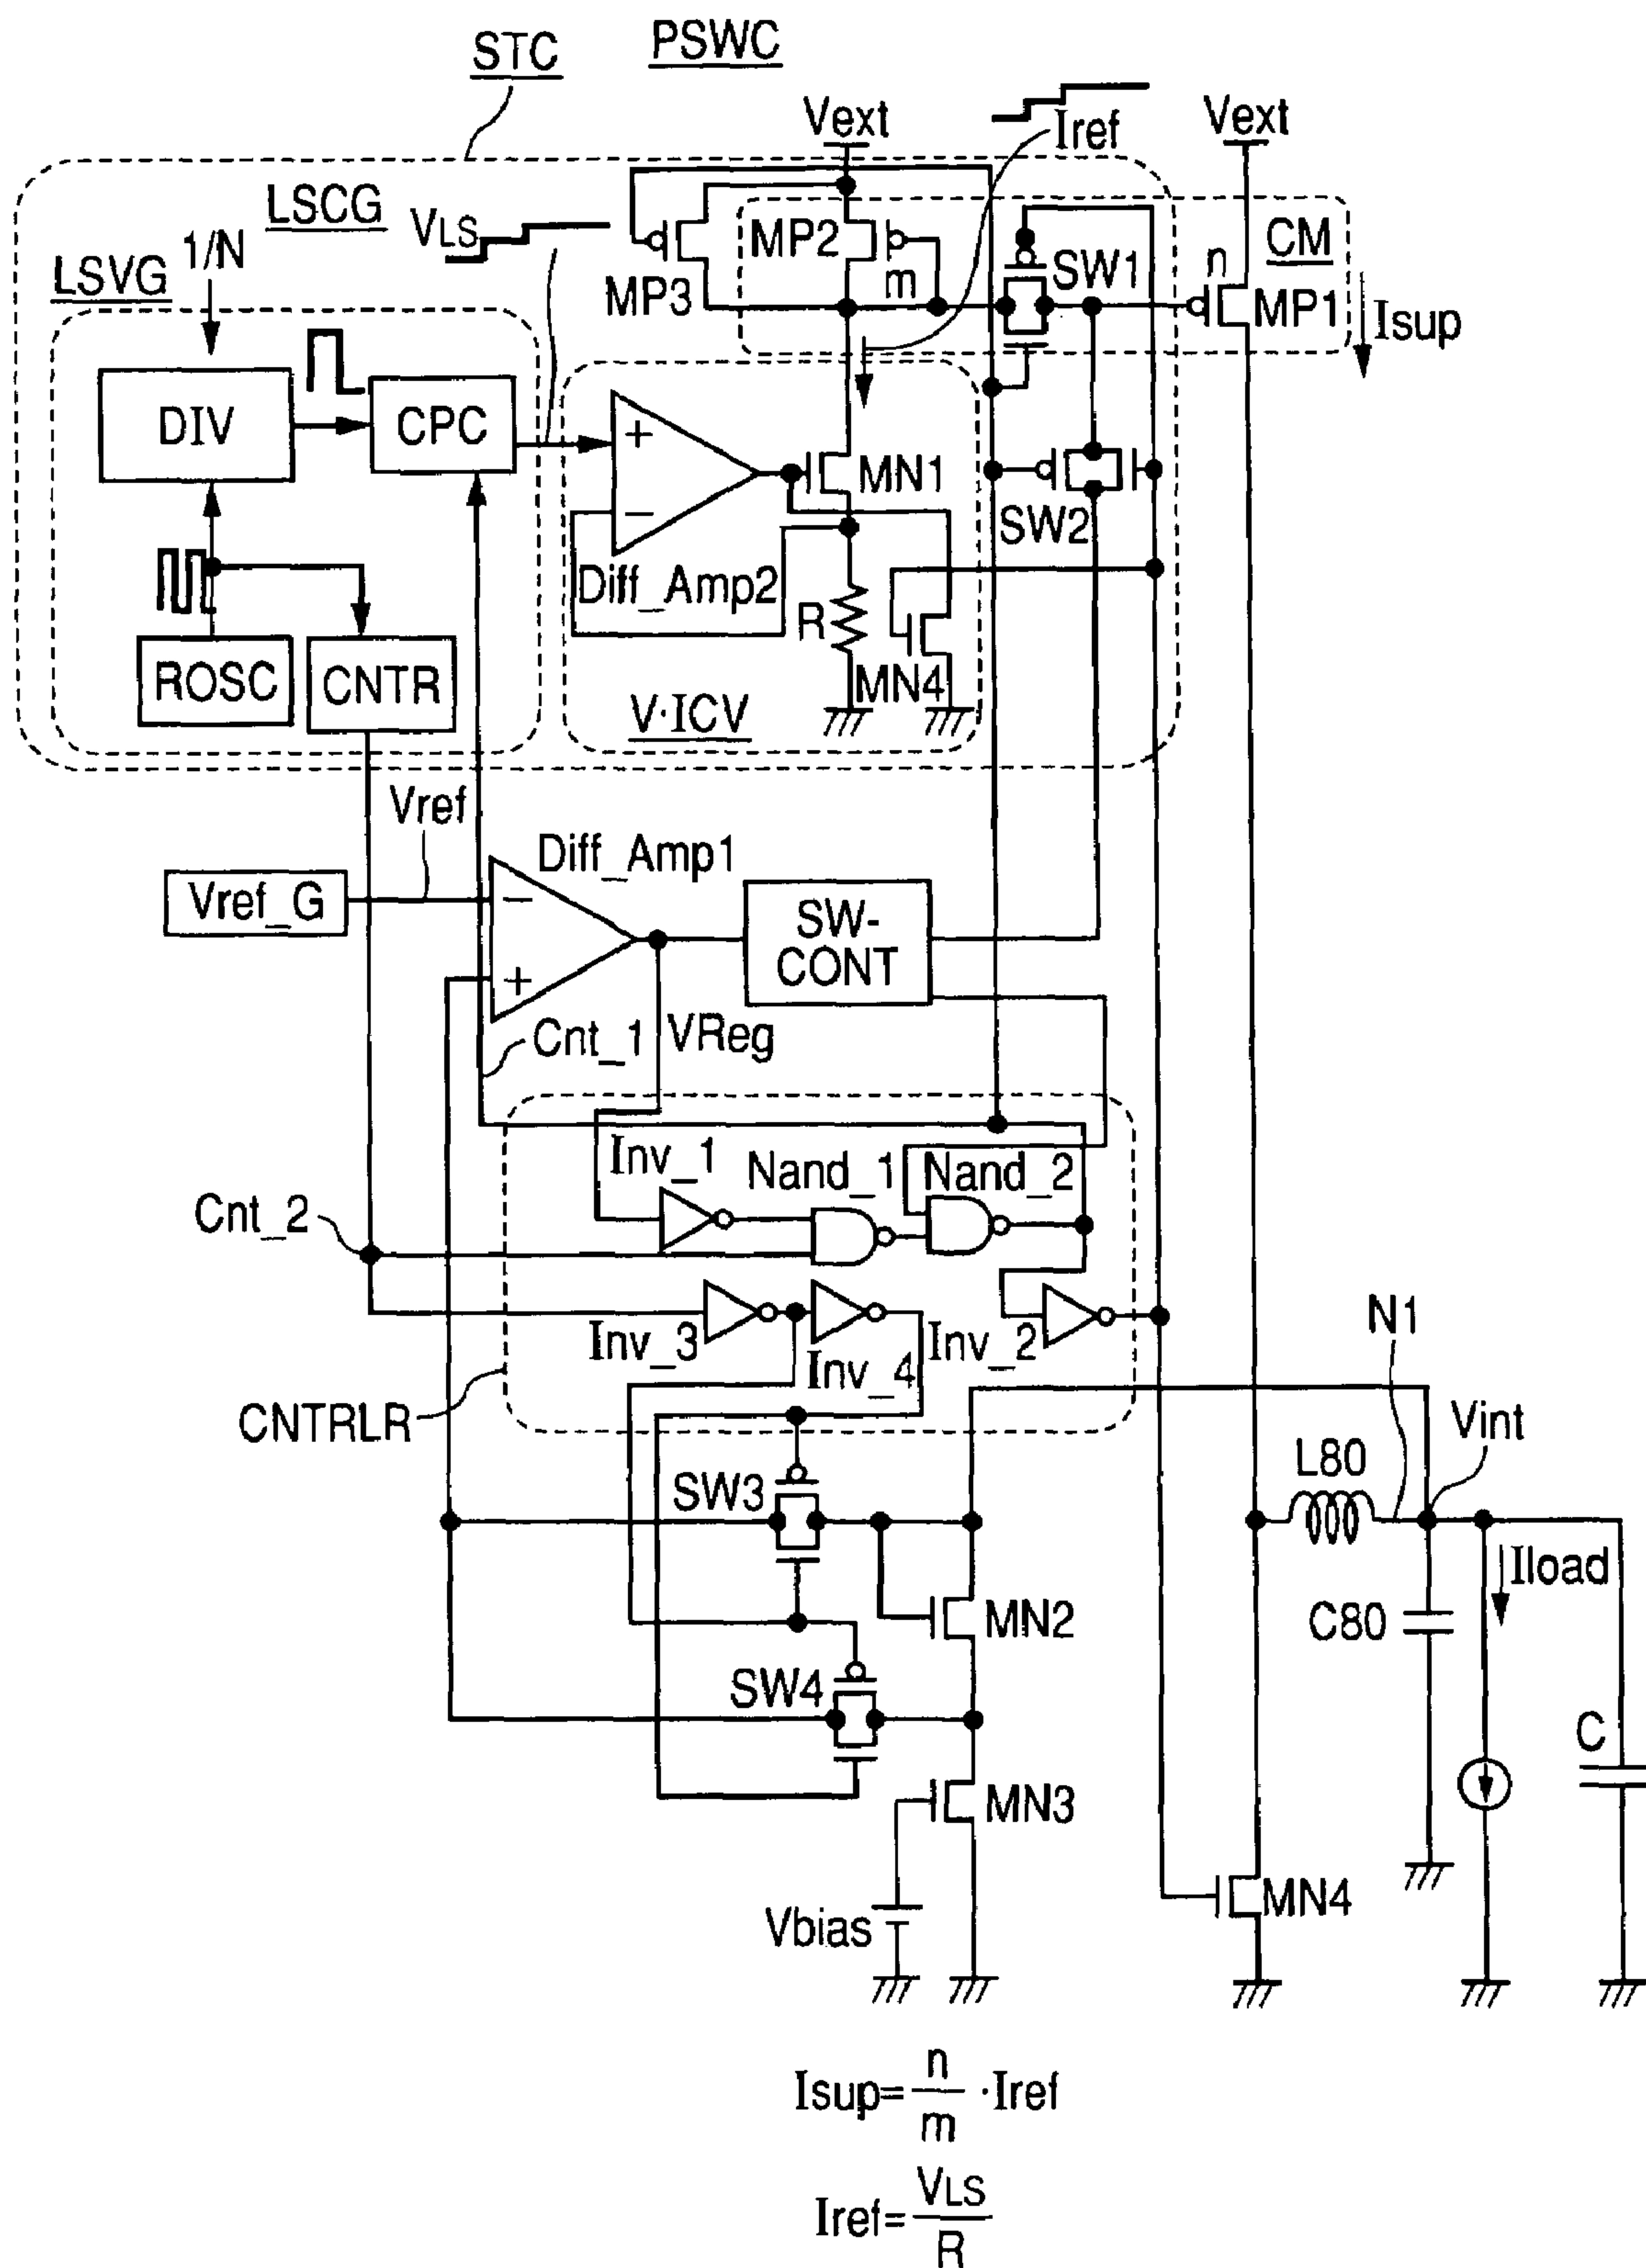 PSWC
STC
Vext
Iref
Vext
LSCG
VLS
1/N
LSVG
MP3
MP2
m
SW1
n
CM
MP1
Isup
DIV
CPC
+
−
MN1
SW2
Diff_Amp2
R
MN4
ROSC
CNTR
V·ICV
Vref
Diff_Amp1
Vref_G
−
+
SW-
CONT
Cnt_1
VReg
Inv_1
Nand_1
Nand_2
Cnt_2
Inv_3
Inv_4
Inv_2
N1
CNTRLR
Vint
L80
SW3
Iload
C80
MN2
SW4
C
MN3
Vbias
MN4
Isup=n/m·Iref
Iref=VLS/R